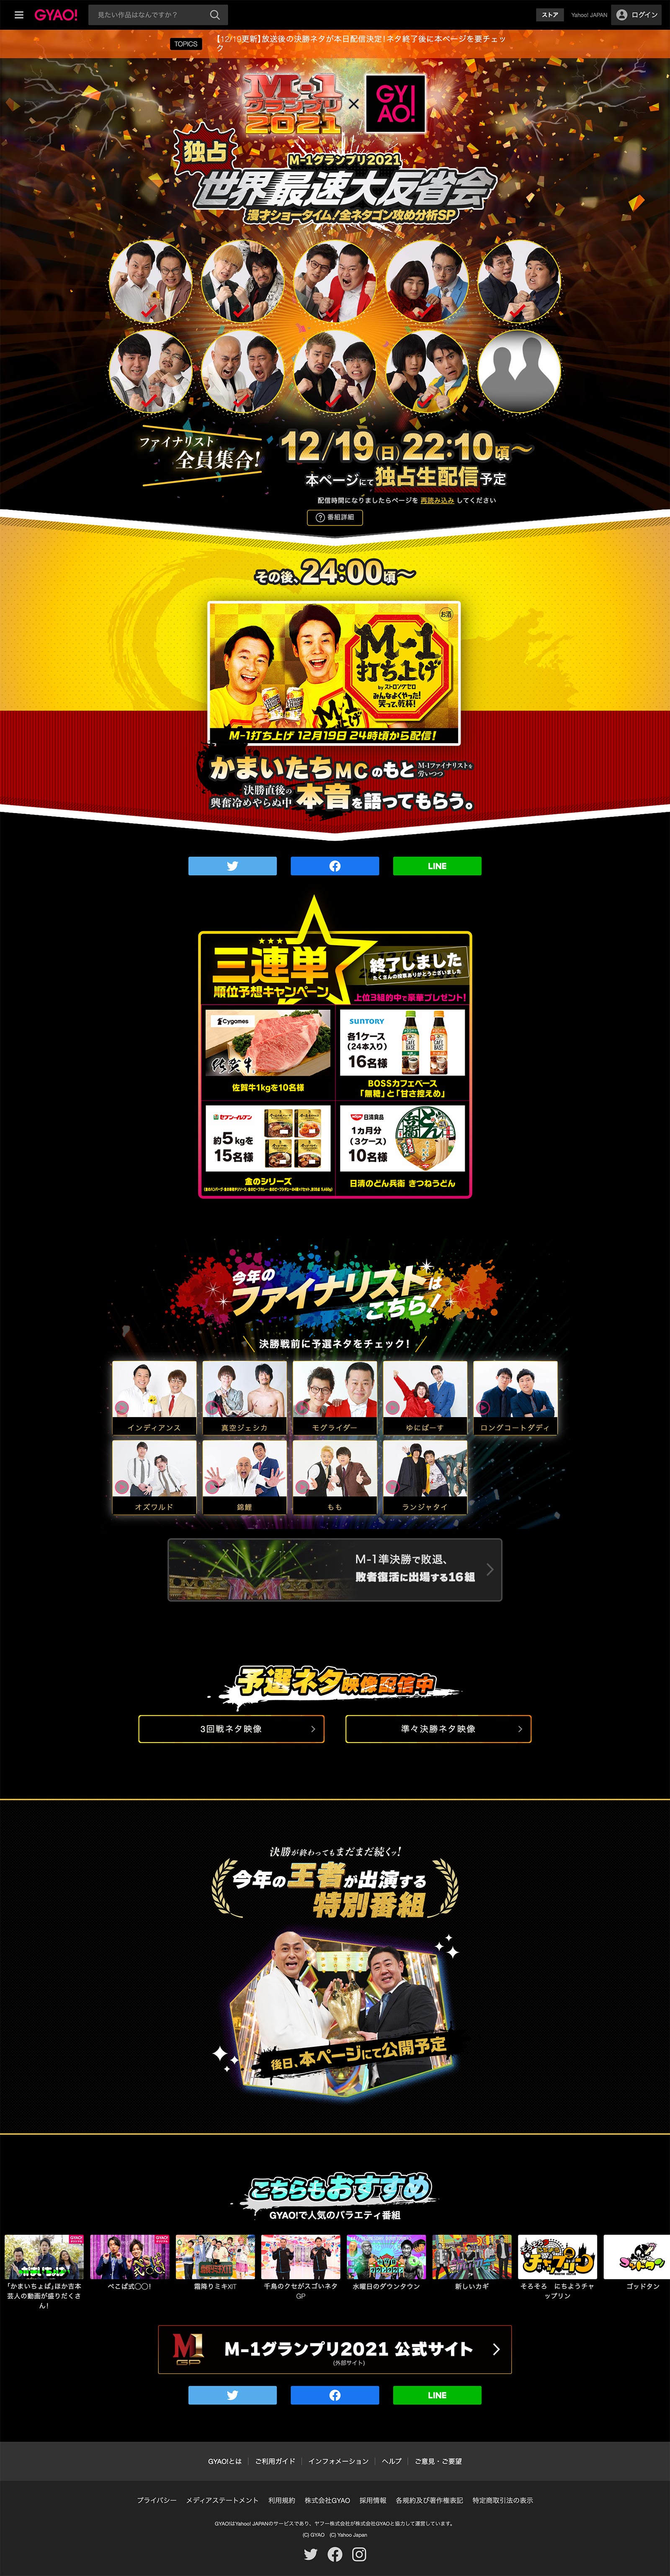 GYAO!
見たい作品はなんですか？
ストア
Yahoo! JAPAN
ログイン
TOPICS
【12/19更新】放送後の決勝ネタが本日配信決定！ネタ終了後に本ページを要チェッ
ク
M-1
グランプリ
2021
×
GY
AO!
独占
M-1グランプリ2021
世界最速大反省会
漫才ショータイム！全ネタゴン攻め分析SP
ファイナリスト
全員集合！
12/19(日)22:10頃〜
本ページにて独占生配信予定
配信時間になりましたらページを 再読み込み してください
番組詳細
その後、24:00頃〜
お酒
M-1
打ち上げ
by ストロングゼロ
みんなよくやった！
笑って、乾杯！
M-1
打ち上げ
M-1打ち上げ 12月19日 24時頃から配信！
かまいたちMCのもと
M-1ファイナリストを
労いつつ
決勝直後の
興奮冷めやらぬ中
本音を語ってもらう。
LINE
三連単
順位予想キャンペーン
終了しました
たくさんの投票ありがとうございました
上位3組的中で豪華プレゼント！
Cygames
佐賀牛
佐賀牛1kgを10名様
SUNTORY
各1ケース
（24本入り）
16名様
BOSSカフェベース
「無糖」と「甘さ控えめ」
セブン-イレブン
約5kgを
15名様
金のシリーズ
日清食品
1カ月分
（3ケース）
10名様
どん兵衛
日清のどん兵衛 きつねうどん
今年の
ファイナリストは
こちら！
決勝戦前に予選ネタをチェック！
インディアンス
真空ジェシカ
モグライダー
ゆにばーす
ロングコートダディ
オズワルド
錦鯉
もも
ランジャタイ
M-1準決勝で敗退、
敗者復活に出場する16組
予選ネタ映像配信中
3回戦ネタ映像
準々決勝ネタ映像
決勝が終わってもまだまだ続くッ！
今年の王者が出演する
特別番組
後日、本ページにて公開予定
こちらもおすすめ
GYAO!で人気のバラエティ番組
「かまいちょぱ」ほか吉本
芸人の動画が盛りだくさ
ん！
ぺこぱ式◯◯！
霜降りミキXIT
千鳥のクセがスゴいネタ
GP
水曜日のダウンタウン
新しいカギ
そろそろ　にちようチャ
ップリン
ゴッドタン
M-1グランプリ2021 公式サイト
(外部サイト)
LINE
GYAO!とは
ご利用ガイド
インフォメーション
ヘルプ
ご意見・ご要望
プライバシー
メディアステートメント
利用規約
株式会社GYAO
採用情報
各規約及び著作権表記
特定商取引法の表示
GYAO!はYahoo! JAPANのサービスであり、ヤフー株式会社が株式会社GYAOと協力して運営しています。
(C) GYAO (C) Yahoo Japan